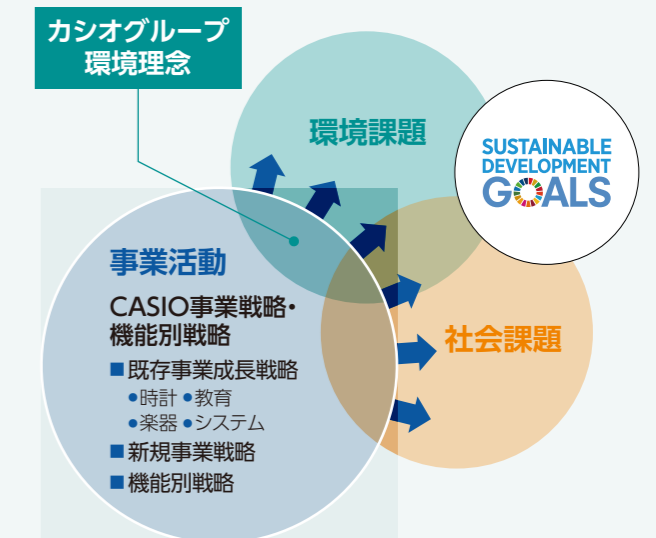 カシオグループ
環境理念
環境課題
SUSTAINABLE
DEVELOPMENT
GOALS
事業活動
CASIO事業戦略・
機能別戦略
■既存事業成長戦略
●時計 ●教育
●楽器 ●システム
■新規事業戦略
■機能別戦略
社会課題